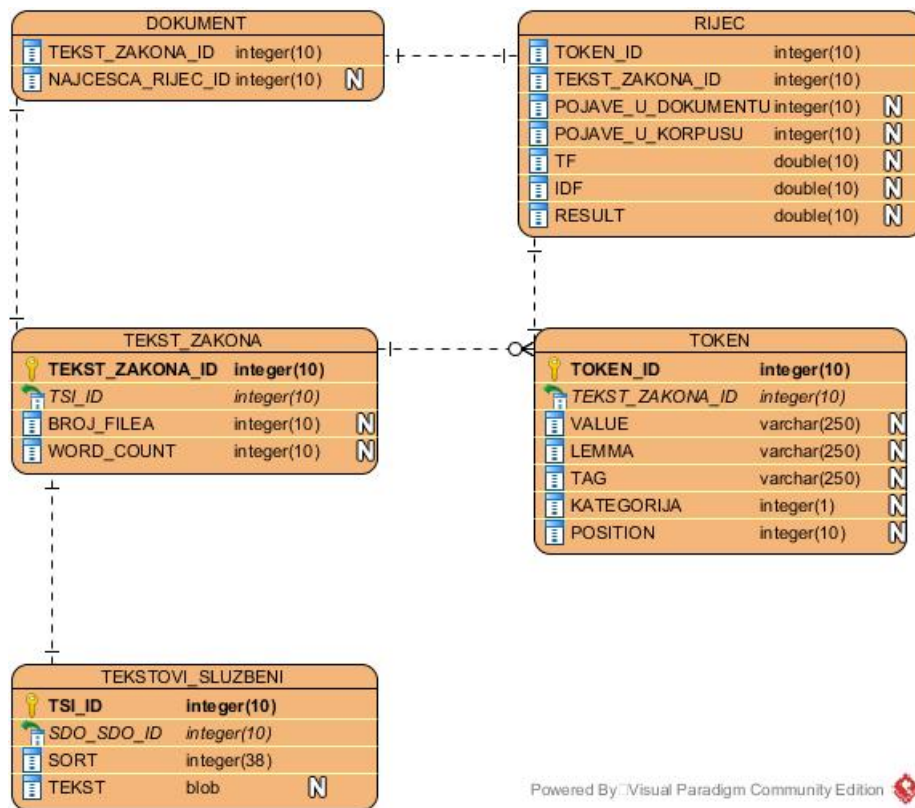 DOKUMENT
TEKST_ZAKONA_ID integer(10)
NAJCESCA_RIJEC_ID integer(10) N
RIJEC
TOKEN_ID integer(10)
TEKST_ZAKONA_ID integer(10)
POJAVE_U_DOKUMENTU integer(10) N
POJAVE_U_KORPUSU integer(10) N
TF double(10) N
IDF double(10) N
RESULT double(10) N
TEKST_ZAKONA
TEKST_ZAKONA_ID integer(10)
TSI_ID integer(10)
BROJ_FILEA integer(10) N
WORD_COUNT integer(10) N
TOKEN
TOKEN_ID integer(10)
TEKST_ZAKONA_ID integer(10)
VALUE varchar(250) N
LEMMA varchar(250) N
TAG varchar(250) N
KATEGORIJA integer(1) N
POSITION integer(10) N
TEKSTOVI_SLUZBENI
TSI_ID integer(10)
SDO_SDO_ID integer(10)
SORT integer(38)
TEKST blob N
Powered By Visual Paradigm Community Edition